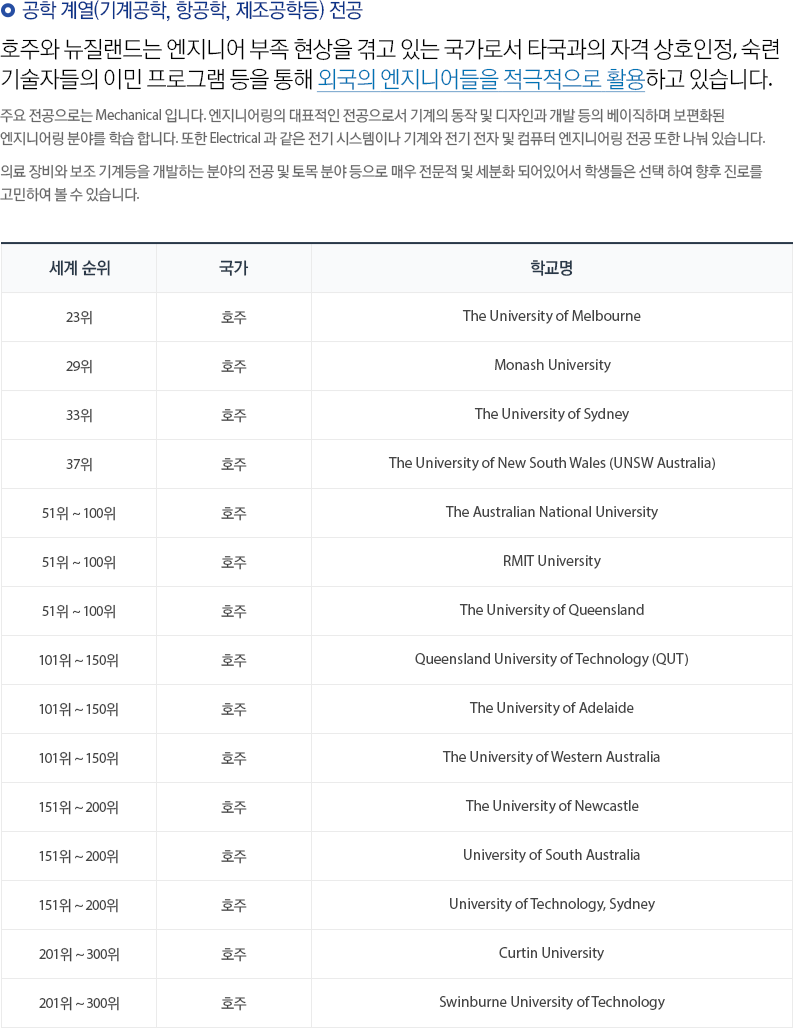 공학 계열(기계공학, 항공학, 제조공학등) 전공
호주와 뉴질랜드는 엔지니어 부족 현상을 겪고 있는 국가로서 타국과의 자격 상호인정, 숙련
기술자들의 이민 프로그램 등을 통해 외국의 엔지니어들을 적극적으로 활용하고 있습니다.
주요 전공으로는 Mechanical 입니다. 엔지니어링의 대표적인 전공으로서 기계의 동작 및 디자인과 개발 등의 베이직하며 보편화된
엔지니어링 분야를 학습 합니다. 또한 Electrical 과 같은 전기 시스템이나 기계와 전기 전자 및 컴퓨터 엔지니어링 전공 또한 나눠 있습니다.
의료 장비와 보조 기계등을 개발하는 분야의 전공 및 토목 분야 등으로 매우 전문적 및 세분화 되어있어서 학생들은 선택 하여 향후 진로를
고민하여 볼 수 있습니다.
세계 순위 국가 학교명
23위 호주 The University of Melbourne
29위 호주 Monash University
33위 호주 The University of Sydney
37위 호주 The University of New South Wales (UNSW Australia)
51위 ~ 100위 호주 The Australian National University
51위 ~ 100위 호주 RMIT University
51위 ~ 100위 호주 The University of Queensland
101위 ~ 150위 호주 Queensland University of Technology (QUT)
101위 ~ 150위 호주 The University of Adelaide
101위 ~ 150위 호주 The University of Western Australia
151위 ~ 200위 호주 The University of Newcastle
151위 ~ 200위 호주 University of South Australia
151위 ~ 200위 호주 University of Technology, Sydney
201위 ~ 300위 호주 Curtin University
201위 ~ 300위 호주 Swinburne University of Technology